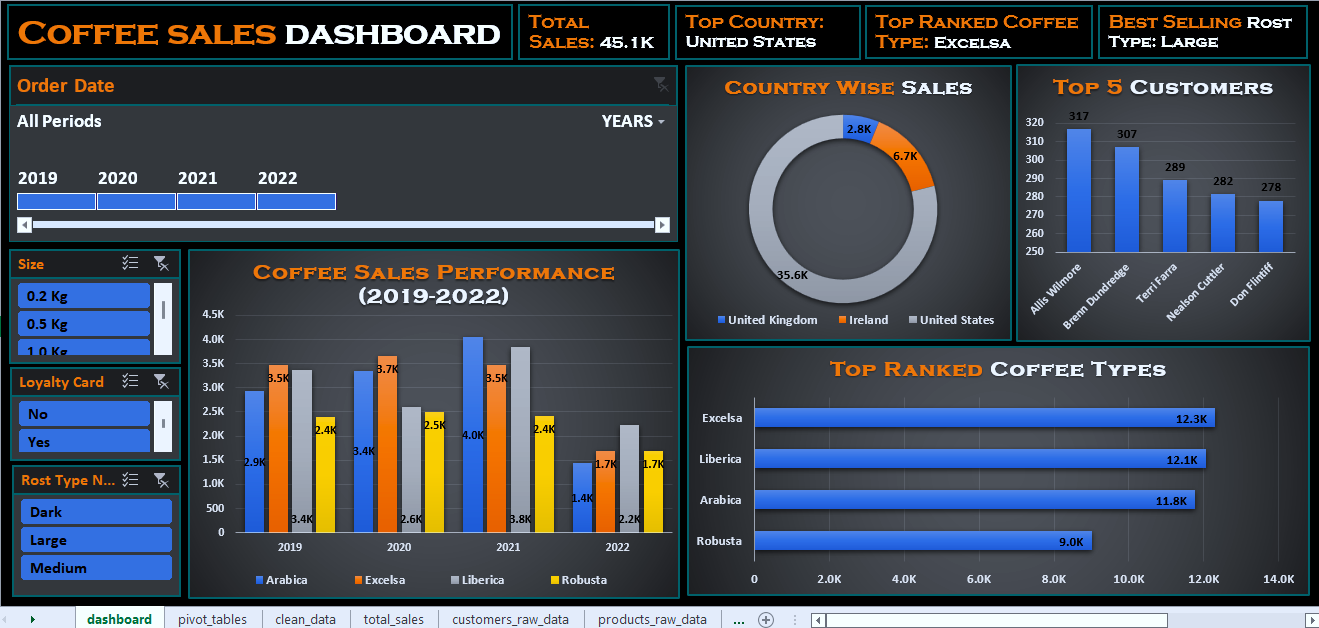 Coffee sales dashboard
Total
Sales: 45.1K
Top Country:
United States
Top Ranked Coffee
Type: Excelsa
Best Selling Rost
Type: Large
Order Date
All Periods
YEARS
2019 2020 2021 2022
Size
0.2 Kg
0.5 Kg
1.0 Kg
Loyalty Card
No
Yes
Rost Type N...
Dark
Large
Medium
Coffee Sales Performance
(2019-2022)
4.5K
4.0K
3.5K
3.0K
2.5K
2.0K
1.5K
1.0K
500
0
2.9K 3.5K 3.4K 2.4K
3.4K 3.7K 2.6K 2.5K
4.0K 3.5K 3.8K 2.4K
1.4K 1.7K 2.2K 1.7K
2019 2020 2021 2022
Arabica Excelsa Liberica Robusta
Country Wise Sales
2.8K
6.7K
35.6K
United Kingdom Ireland United States
Top 5 Customers
320
310
300
290
280
270
260
250
317 307 289 282 278
Allis Wilmore
Brenn Dundredge
Terri Farra
Nealson Cuttler
Don Flintiff
Top Ranked Coffee Types
Excelsa 12.3K
Liberica 12.1K
Arabica 11.8K
Robusta 9.0K
0 2.0K 4.0K 6.0K 8.0K 10.0K 12.0K 14.0K
dashboard pivot_tables clean_data total_sales customers_raw_data products_raw_data ...